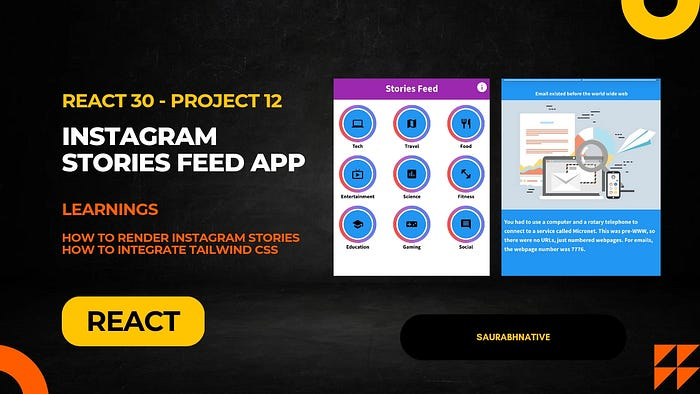 REACT 30 - PROJECT 12
INSTAGRAM
STORIES FEED APP
LEARNINGS
HOW TO RENDER INSTAGRAM STORIES
HOW TO INTEGRATE TAILWIND CSS
REACT
Stories Feed
i
Tech Travel Food
Entertainment Science Fitness
Education Gaming Social
Email existed before the world wide web
You had to use a computer and a rotary telephone to
connect to a service called Micronet. This was pre-WWW, so
there were no URLs, just numbered webpages. For emails,
the webpage number was 7776.
SAURABHNATIVE